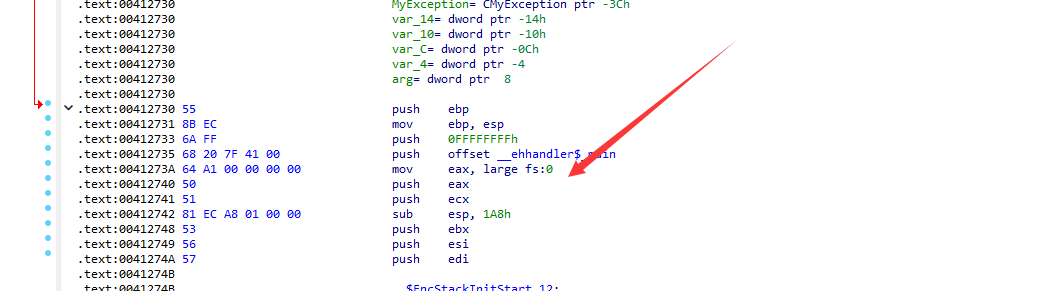 .text:00412730 MyException= CMyException ptr -3Ch
.text:00412730 var_14= dword ptr -14h
.text:00412730 var_10= dword ptr -10h
.text:00412730 var_C= dword ptr -0Ch
.text:00412730 var_4= dword ptr -4
.text:00412730 arg= dword ptr  8
.text:00412730
.text:00412730 55 push ebp
.text:00412731 8B EC mov ebp, esp
.text:00412733 6A FF push 0FFFFFFFFh
.text:00412735 68 20 7F 41 00 push offset __ehhandler$_main
.text:0041273A 64 A1 00 00 00 00 mov eax, large fs:0
.text:00412740 50 push eax
.text:00412741 51 push ecx
.text:00412742 81 EC A8 01 00 00 sub esp, 1A8h
.text:00412748 53 push ebx
.text:00412749 56 push esi
.text:0041274A 57 push edi
.text:0041274B
.text:0041274B $EncStackInitStart_12: